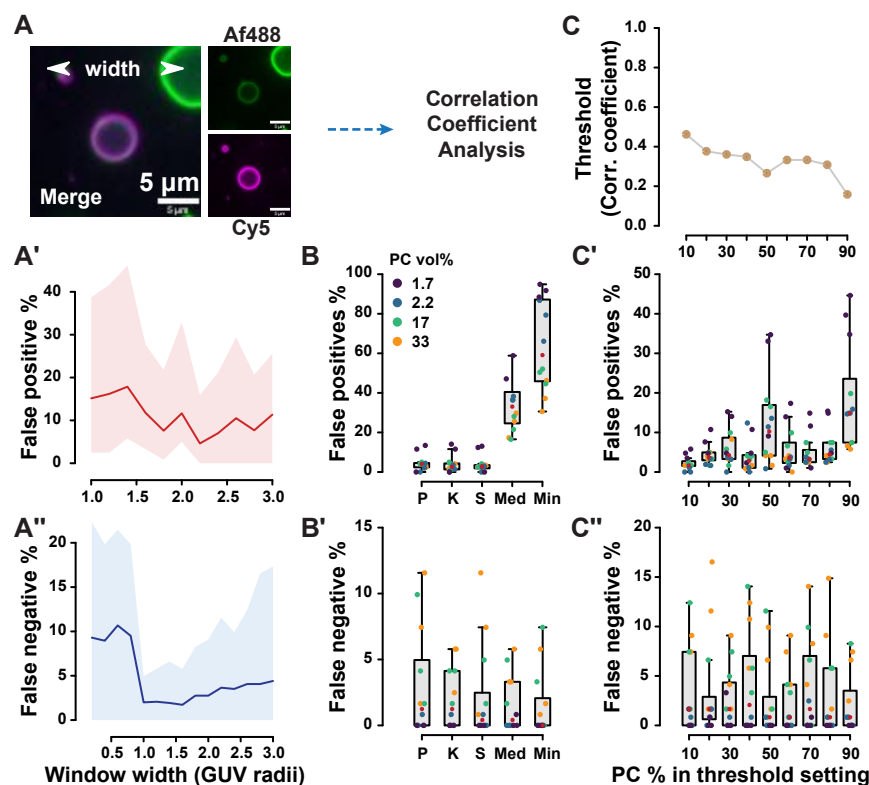 A
Af488
width
Merge
5 μm
5 μm
5 μm
5 μm
Cy5
Correlation
Coefficient
Analysis
C
Threshold
(Corr. coefficient)
1.0
0.8
0.6
0.4
0.2
0.0
10 30 50 70 90
A'
False positive %
40
30
20
10
0
1.0 1.5 2.0 2.5 3.0
B
False positives %
100
80
60
40
20
0
PC vol%
1.7
2.2
17
33
P K S Med Min
C'
False positives %
50
40
30
20
10
0
10 30 50 70 90
A''
False negative %
20
15
10
5
0
0.5 1.0 1.5 2.0 2.5 3.0
Window width (GUV radii)
B'
False negative %
15
10
5
0
P K S Med Min
C''
False negative %
20
15
10
5
0
10 30 50 70 90
PC % in threshold setting